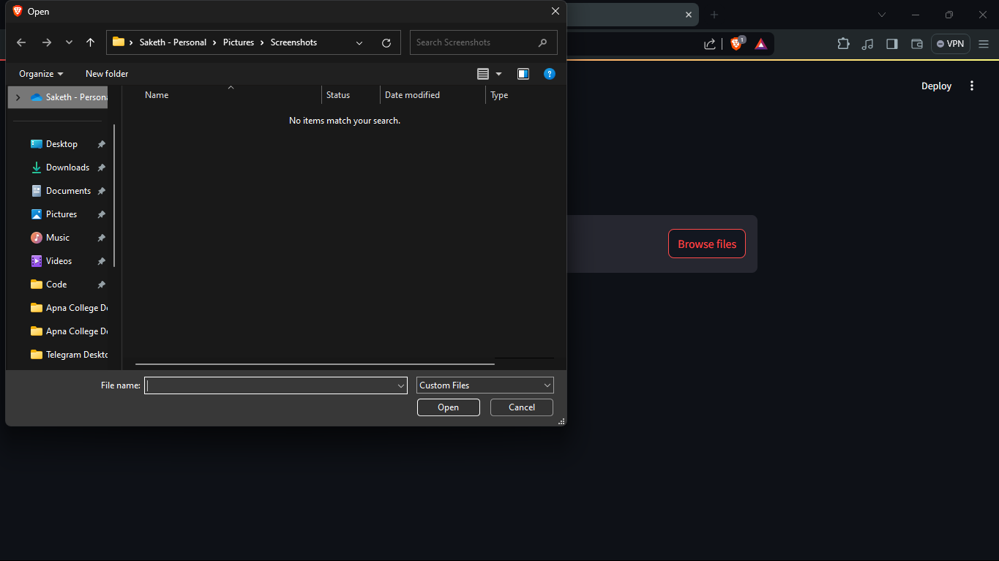 Open
Saketh - Personal
Pictures
Screenshots
Search Screenshots
1
VPN
Organize
New folder
?
Deploy
Saketh - Persona
Name
Status
Date modified
Type
No items match your search.
Desktop
Downloads
Documents
Pictures
Music
Videos
Code
Apna College De
Apna College De
Telegram Deskto
Browse files
File name:
Custom Files
Open
Cancel